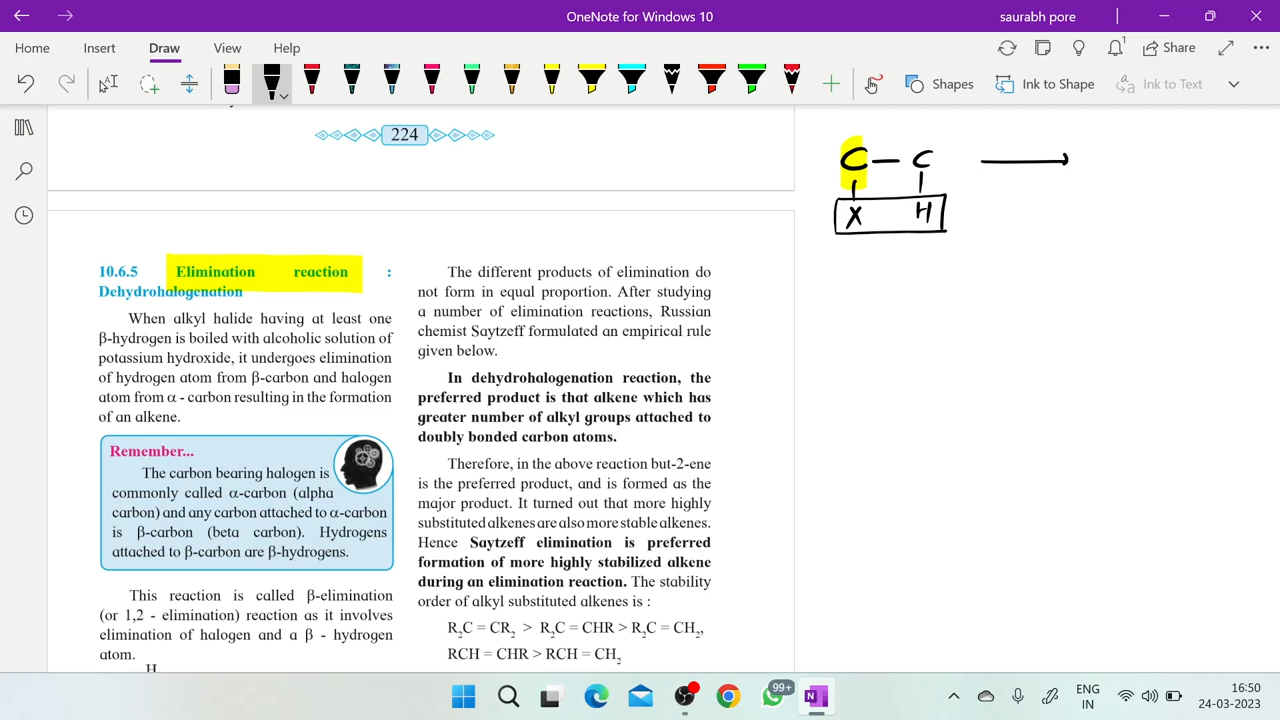 OneNote for Windows 10
saurabh pore
Home
Insert
Draw
View
Help
Share
Shapes
Ink to Shape
Ink to Text
224
10.6.5 Elimination reaction :
Dehydrohalogenation
When alkyl halide having at least one
β-hydrogen is boiled with alcoholic solution of
potassium hydroxide, it undergoes elimination
of hydrogen atom from β-carbon and halogen
atom from α - carbon resulting in the formation
of an alkene.
Remember...
The carbon bearing halogen is
commonly called α-carbon (alpha
carbon) and any carbon attached to α-carbon
is β-carbon (beta carbon). Hydrogens
attached to β-carbon are β-hydrogens.
This reaction is called β-elimination
(or 1,2 - elimination) reaction as it involves
elimination of halogen and a β - hydrogen
atom.
H
The different products of elimination do
not form in equal proportion. After studying
a number of elimination reactions, Russian
chemist Saytzeff formulated an empirical rule
given below.
In dehydrohalogenation reaction, the
preferred product is that alkene which has
greater number of alkyl groups attached to
doubly bonded carbon atoms.
Therefore, in the above reaction but-2-ene
is the preferred product, and is formed as the
major product. It turned out that more highly
substituted alkenes are also more stable alkenes.
Hence Saytzeff elimination is preferred
formation of more highly stabilized alkene
during an elimination reaction. The stability
order of alkyl substituted alkenes is :
R₂C = CR₂ > R₂C = CHR > R₂C = CH₂,
RCH = CHR > RCH = CH₂
C — C ⟶
X H
99+
ENG
IN
16:50
24-03-2023